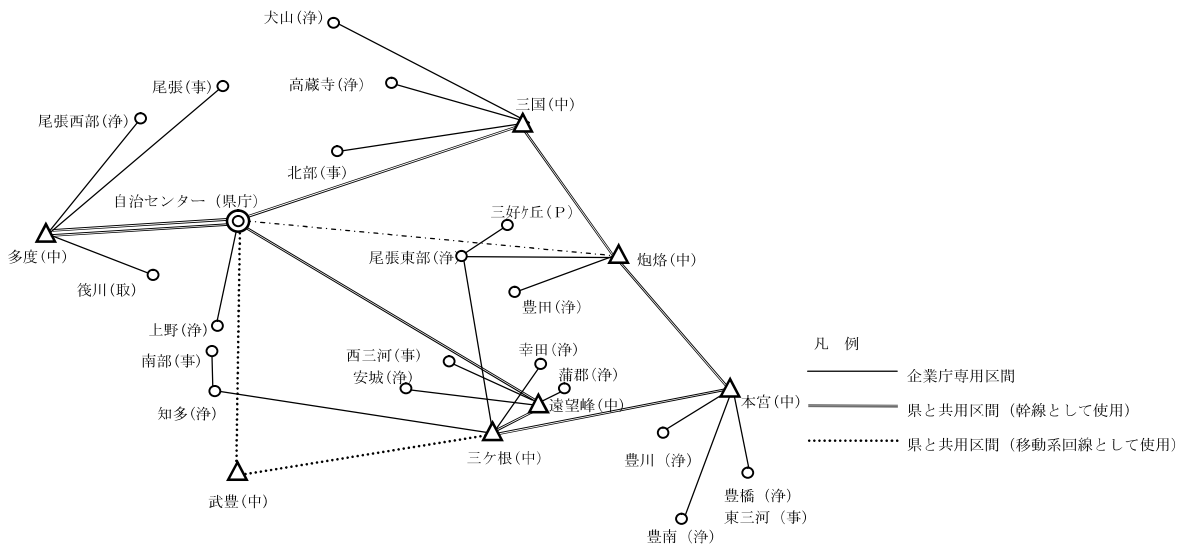 犬山(浄)
尾張(事)
高蔵寺(浄)
三国(中)
尾張西部(浄)
北部(事)
自治センター（県庁）
三好ケ丘(Ｐ)
多度(中)
尾張東部(浄)
炮烙(中)
筏川(取)
豊田(浄)
上野(浄)
南部(事)
西三河(事)
幸田(浄)
安城(浄)
蒲郡(浄)
知多(浄)
遠望峰(中)
本宮(中)
三ケ根(中)
豊川（浄）
武豊(中)
豊橋（浄）
東三河（事）
豊南（浄）
凡　例
企業庁専用区間
県と共用区間（幹線として使用）
県と共用区間（移動系回線として使用）